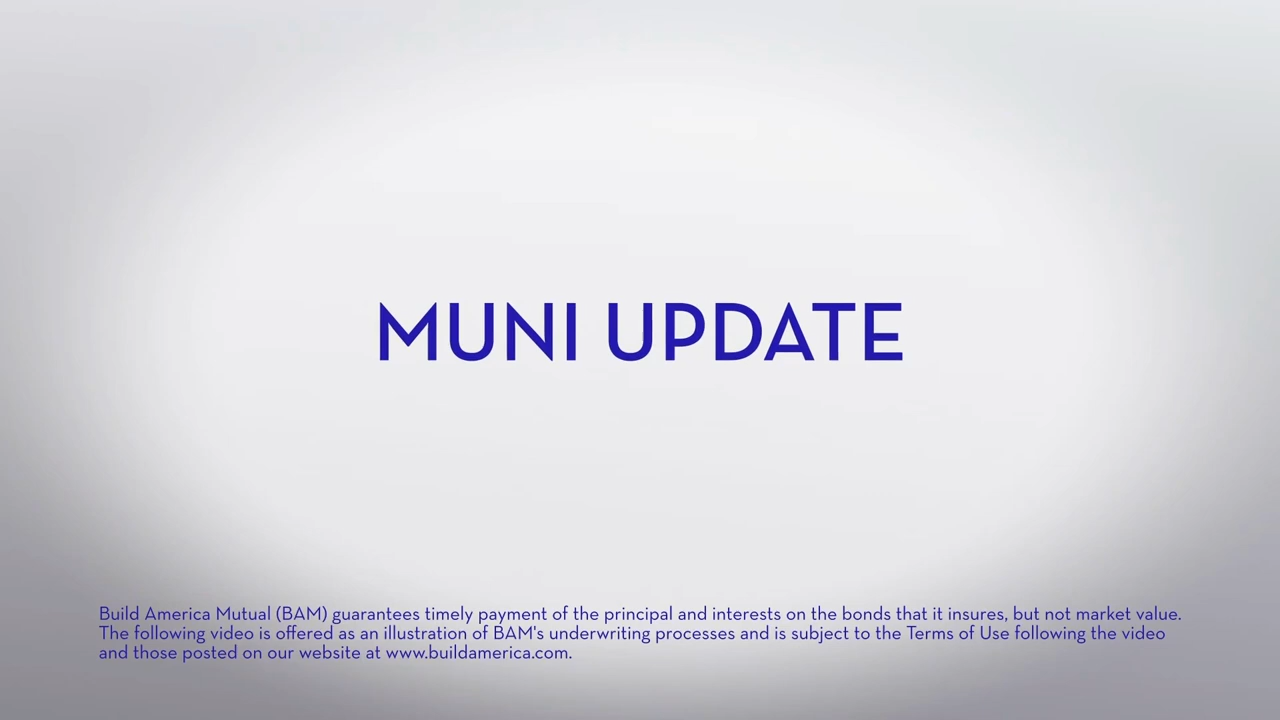 MUNI UPDATE
Build America Mutual (BAM) guarantees timely payment of the principal and interests on the bonds that it insures, but not market value.
The following video is offered as an illustration of BAM's underwriting processes and is subject to the Terms of Use following the video
and those posted on our website at www.buildamerica.com.